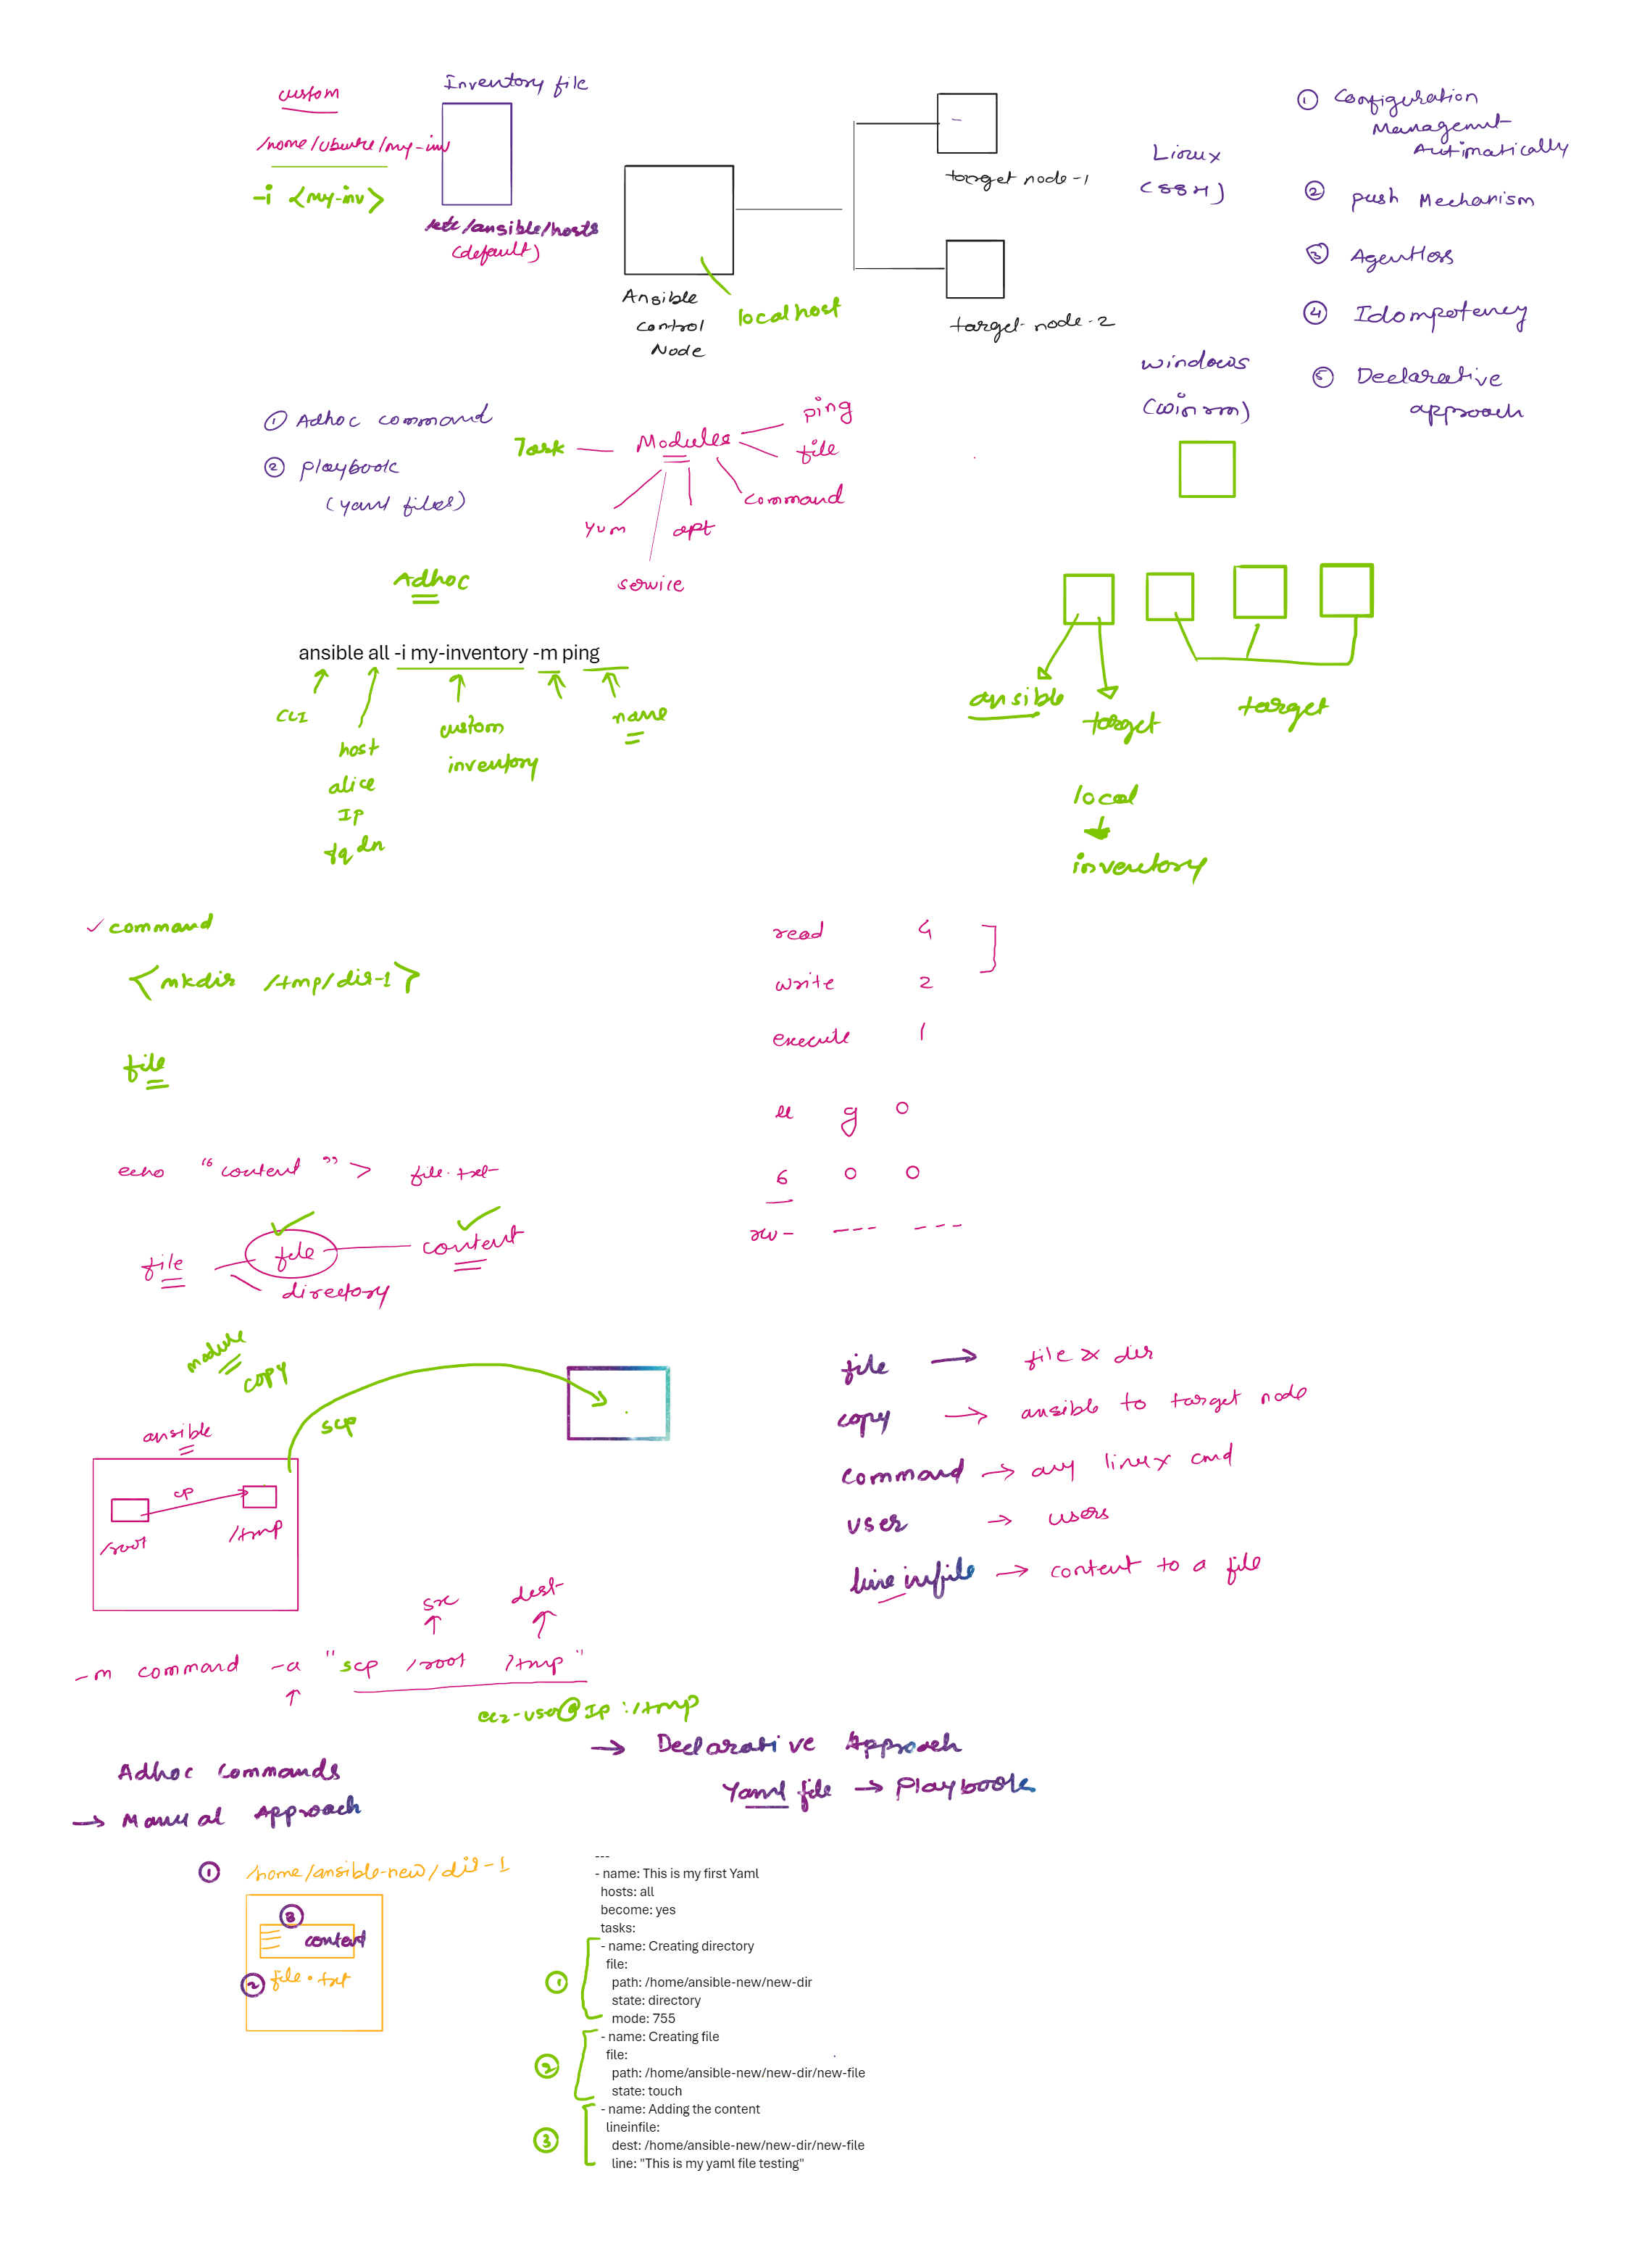 custom
/home/ubuntu/my-inv
-i <my-inv>
Inventory file
/etc/ansible/hosts
(default)
Ansible
control
Node
localhost
target node-1
target node-2
Linux
(SSH)
windows
(winrm)
① Configuration
Managemnt
Autimatically
② push Mechanism
③ Agentless
④ Idompotency
⑤ Declarative
approach
① Adhoc command
② playbook
(yaml files)
Task
Modules
ping
file
command
apt
yum
service
Adhoc
ansible all -i my-inventory -m ping
CLI
host
alice
IP
fqdn
custom
inventory
name
ansible
target
target
local
inventory
✓ command
<mkdir /tmp/dir-1>
file
read 4
write 2
execute 1
u g o
6 0 0
rw- --- ---
echo "content" > file.txt
file
file
content
directory
module
copy
scp
ansible
cp
/root
/tmp
file → file & dir
copy → ansible to target node
command → any linux cmd
user → users
lineinfile → content to a file
src
dest
-m command -a "scp /root /tmp"
ec2-user@IP:/tmp
Adhoc Commands
→ Manual Approach
→ Declarative Approach
Yaml file → Playbook
① /home/ansible-new/dir-1
③
content
② file.txt
---
- name: This is my first Yaml
hosts: all
become: yes
tasks:
- name: Creating directory
file:
① path: /home/ansible-new/new-dir
state: directory
mode: 755
- name: Creating file
file:
② path: /home/ansible-new/new-dir/new-file
state: touch
- name: Adding the content
lineinfile:
③ dest: /home/ansible-new/new-dir/new-file
line: "This is my yaml file testing"